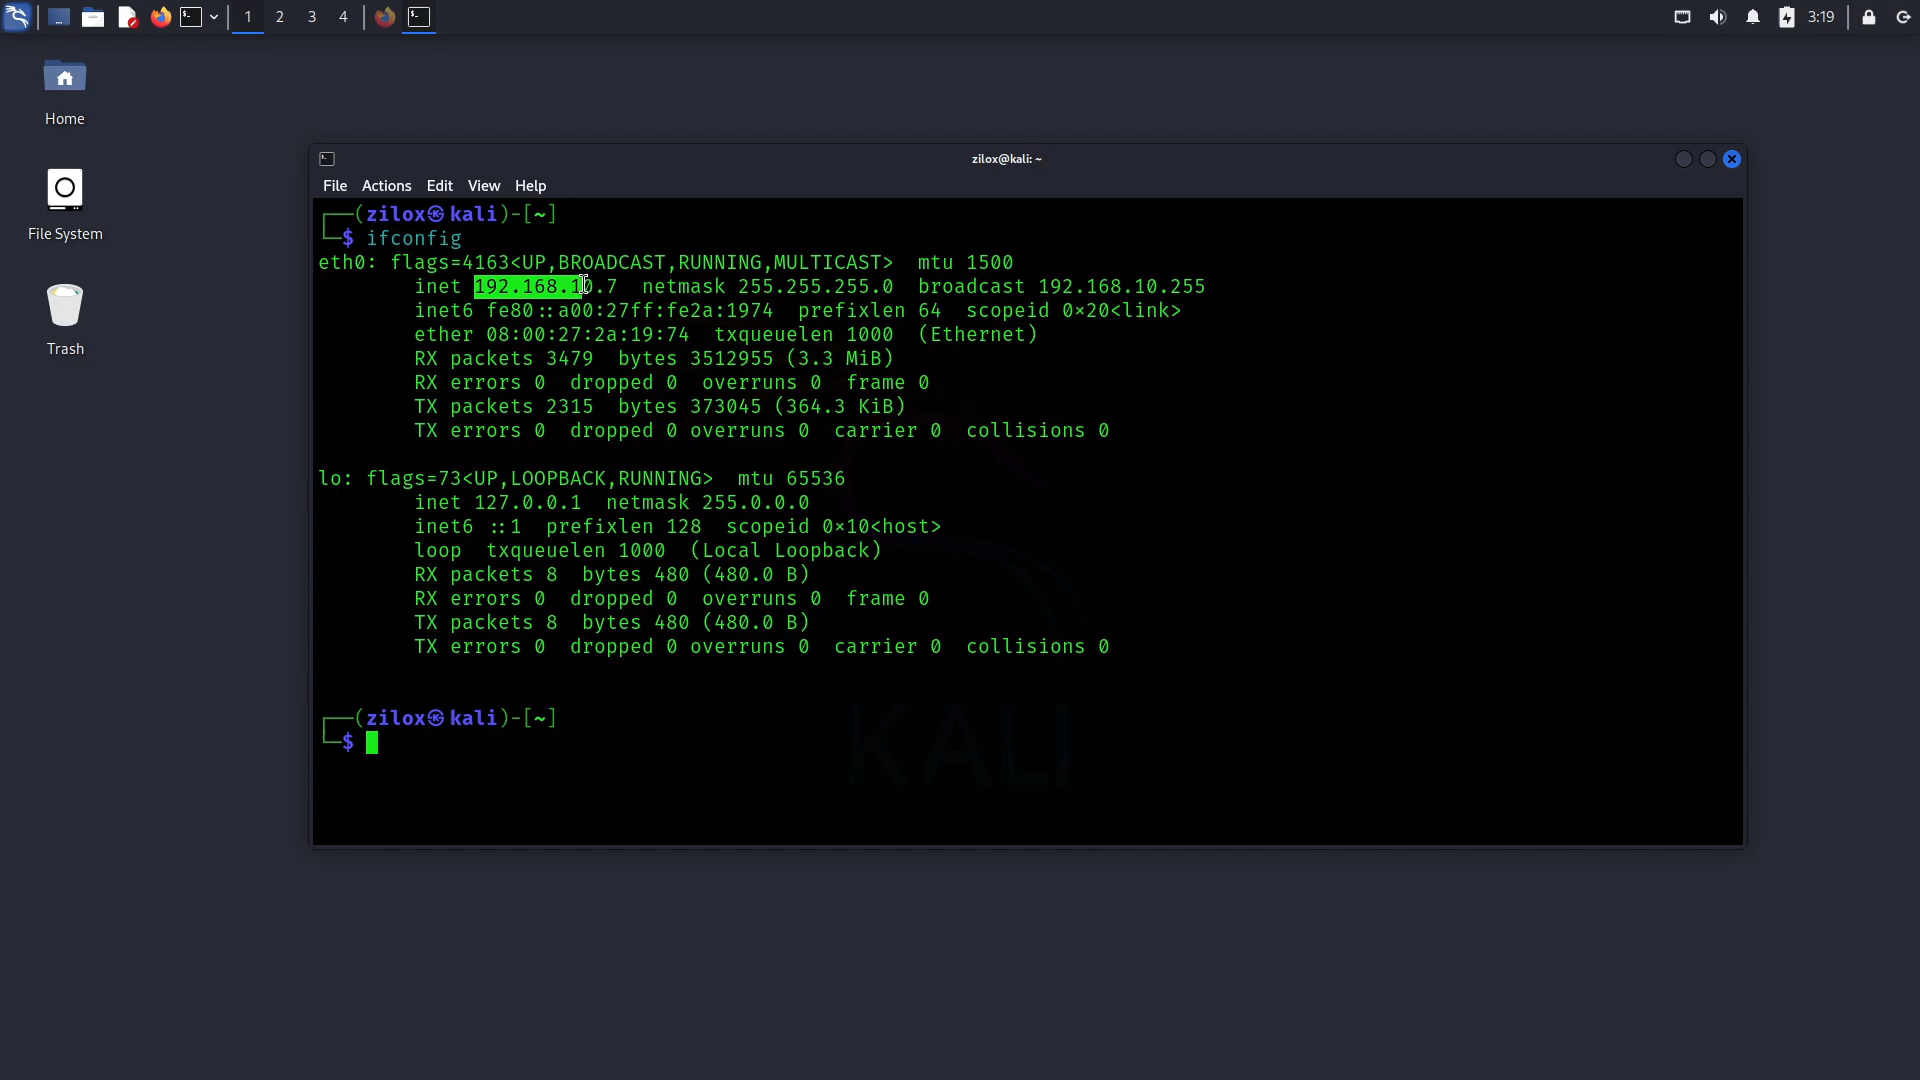 1 2 3 4
3:19
Home
File System
Trash
zilox@kali: ~
File Actions Edit View Help
┌──(zilox㉿kali)-[~]
└─$ ifconfig
eth0: flags=4163<UP,BROADCAST,RUNNING,MULTICAST>  mtu 1500
        inet 192.168.10.7  netmask 255.255.255.0  broadcast 192.168.10.255
        inet6 fe80::a00:27ff:fe2a:1974  prefixlen 64  scopeid 0×20<link>
        ether 08:00:27:2a:19:74  txqueuelen 1000  (Ethernet)
        RX packets 3479  bytes 3512955 (3.3 MiB)
        RX errors 0  dropped 0  overruns 0  frame 0
        TX packets 2315  bytes 373045 (364.3 KiB)
        TX errors 0  dropped 0 overruns 0  carrier 0  collisions 0
lo: flags=73<UP,LOOPBACK,RUNNING>  mtu 65536
        inet 127.0.0.1  netmask 255.0.0.0
        inet6 ::1  prefixlen 128  scopeid 0×10<host>
        loop  txqueuelen 1000  (Local Loopback)
        RX packets 8  bytes 480 (480.0 B)
        RX errors 0  dropped 0  overruns 0  frame 0
        TX packets 8  bytes 480 (480.0 B)
        TX errors 0  dropped 0 overruns 0  carrier 0  collisions 0
┌──(zilox㉿kali)-[~]
└─$
KALI